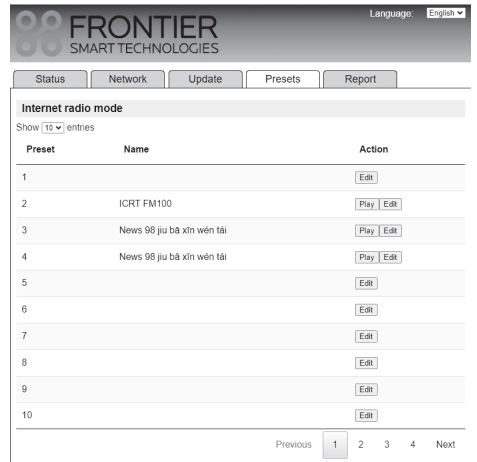 Language: English
FRONTIER
SMART TECHNOLOGIES
Status Network Update Presets Report
Internet radio mode
Show 10 entries
Preset Name Action
1 Edit
2 ICRT FM100 Play Edit
3 News 98 jiu bā xīn wén tái Play Edit
4 News 98 jiu bā xīn wén tái Play Edit
5 Edit
6 Edit
7 Edit
8 Edit
9 Edit
10 Edit
Previous 1 2 3 4 Next